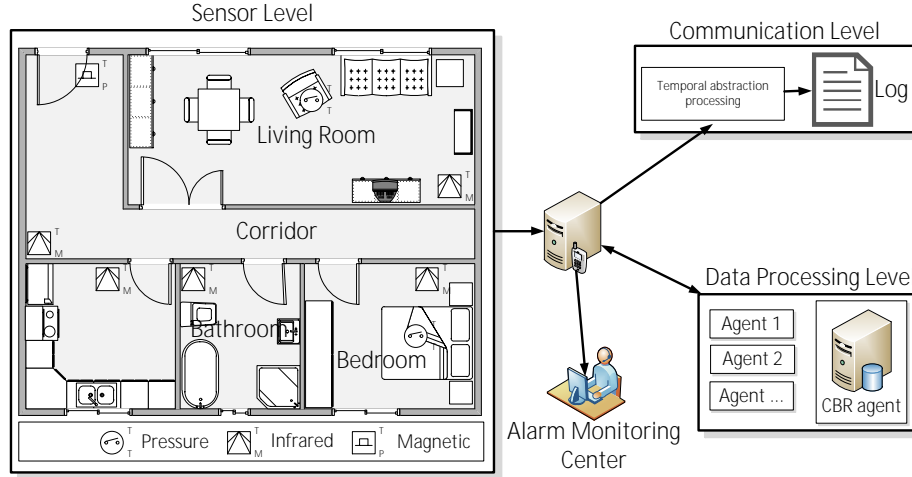 Sensor Level
T
P
T
T
Living Room
T
M
Corridor
T
M
T
M
T
M
T
M
Bathroom
T
Bedroom
T
T
Pressure
T
M
Infrared
T
P
Magnetic
Communication Level
Temporal abstraction
processing
Log
Alarm Monitoring
Center
Data Processing Leve
Agent 1
Agent 2
Agent ...
CBR agent